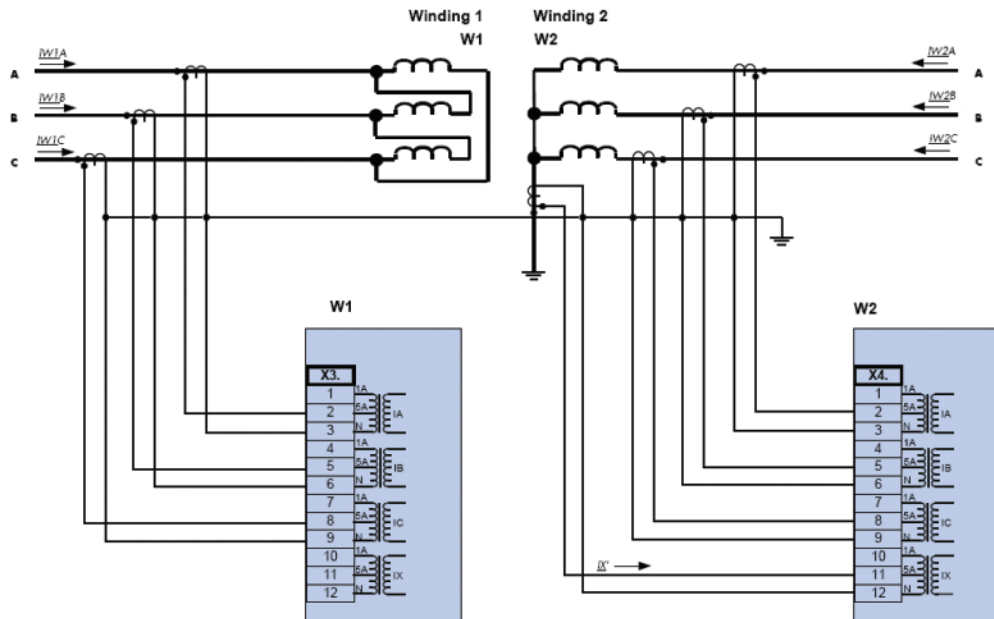 Winding 1 Winding 2
W1 W2
IW1A IW2A
A A
IW1B IW2B
B B
IW1C IW2C
C C
W1 W2
X3. X4.
1 1A 1 1A
2 5A IA 2 5A IA
3 N 3 N
4 1A 4 1A
5 5A IB 5 5A IB
6 N 6 N
7 1A 7 1A
8 5A IC 8 5A IC
9 N 9 N
10 1A 10 1A
11 5A IX IX' 11 5A IX
12 N 12 N